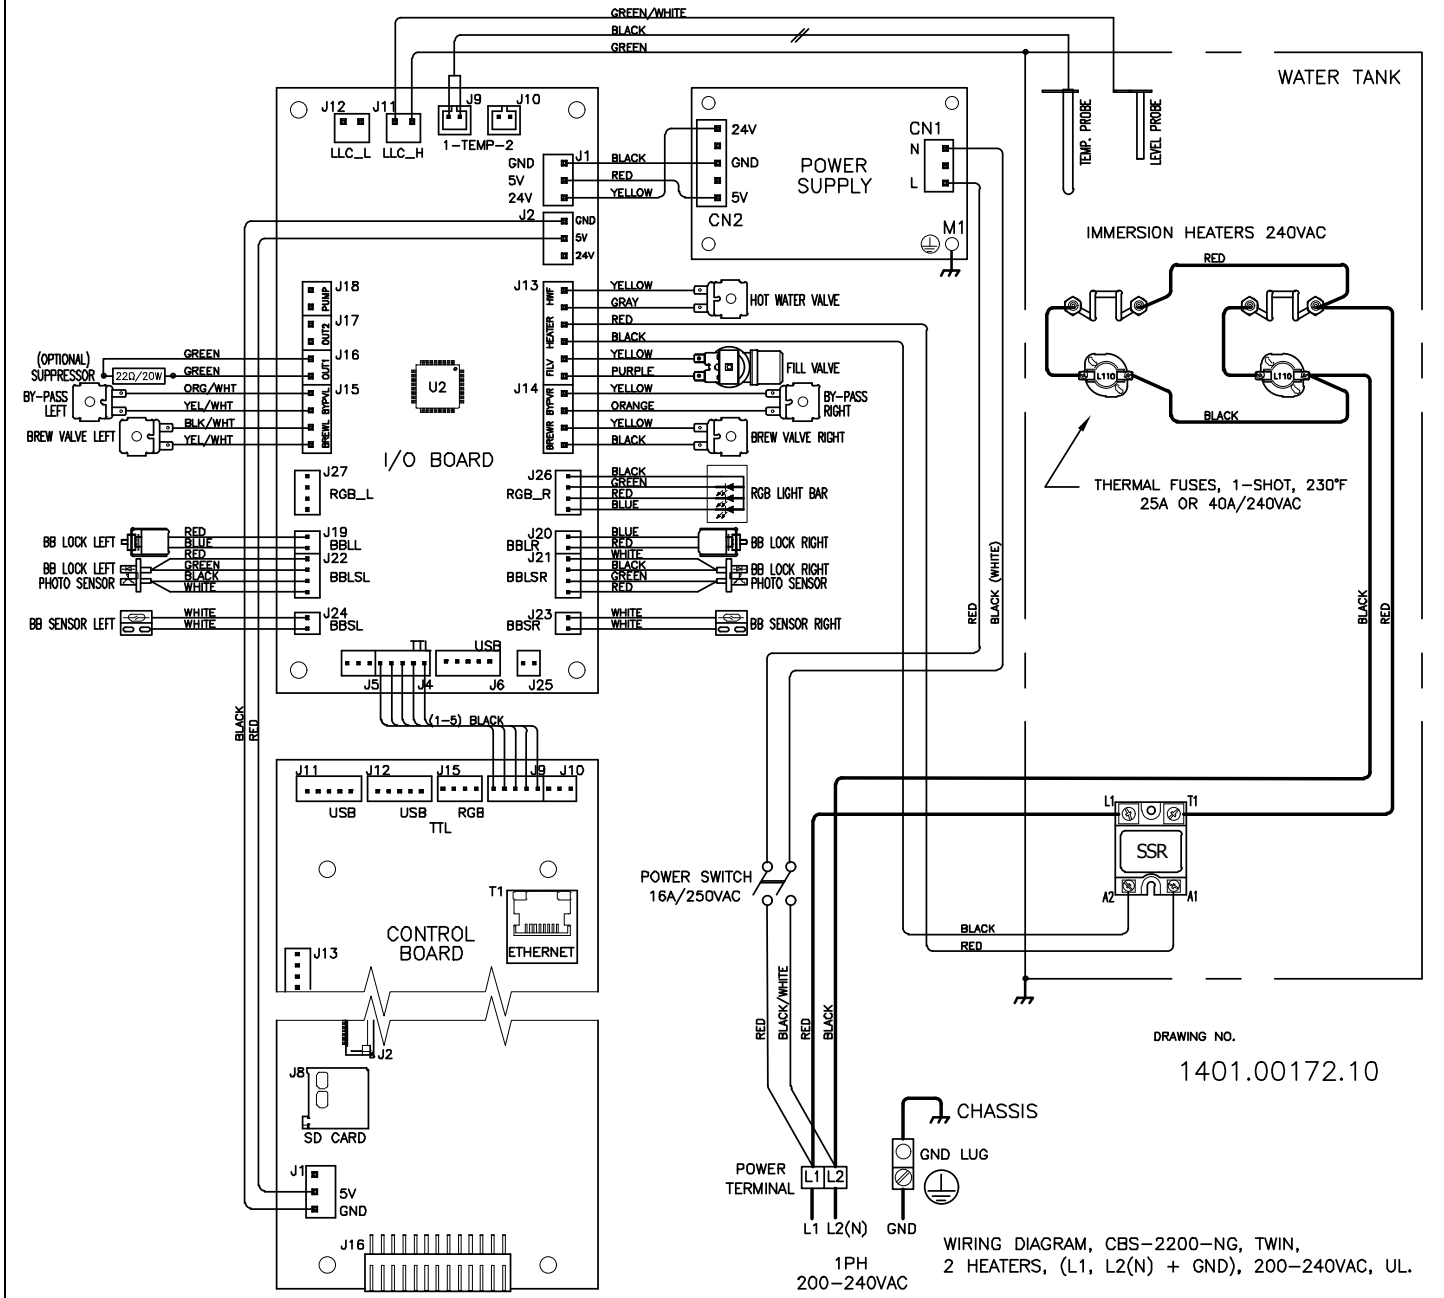 GREEN/WHITE
BLACK
GREEN
WATER TANK
TEMP. PROBE
LEVEL PROBE
J12
J11
J9
J10
LLC_L
LLC_H
1-TEMP-2
GND
5V
24V
J1
BLACK
RED
YELLOW
24V
GND
5V
CN2
POWER
SUPPLY
CN1
N
L
M1
J2
GND
5V
24V
IMMERSION HEATERS 240VAC
RED
L110
L110
BLACK
THERMAL FUSES, 1-SHOT, 230°F
25A OR 40A/240VAC
J18
PUMP
J17
OUT2
J16
OUT1
J15
BYPVL
BREWL
J13
HWF
HEATER
FILV
J14
BYPVR
BREWR
YELLOW
GRAY
HOT WATER VALVE
RED
BLACK
YELLOW
PURPLE
FILL VALVE
YELLOW
ORANGE
BY-PASS
RIGHT
YELLOW
BLACK
BREW VALVE RIGHT
(OPTIONAL)
SUPPRESSOR
22Ω/20W
GREEN
GREEN
BY-PASS
LEFT
ORG/WHT
YEL/WHT
BREW VALVE LEFT
BLK/WHT
YEL/WHT
U2
I/O BOARD
J27
RGB_L
J26
RGB_R
BLACK
GREEN
RED
BLUE
RGB LIGHT BAR
BB LOCK LEFT
RED
BLUE
J19
BBLL
BB LOCK LEFT
PHOTO SENSOR
RED
GREEN
BLACK
WHITE
J22
BBLSL
BB SENSOR LEFT
WHITE
WHITE
J24
BBSL
J20
BBLR
BLUE
RED
BB LOCK RIGHT
J21
BBLSR
WHITE
BLACK
GREEN
RED
BB LOCK RIGHT
PHOTO SENSOR
J23
BBSR
WHITE
WHITE
BB SENSOR RIGHT
TTL
USB
J5
J4
J6
J25
(1-5) BLACK
BLACK
RED
RED
BLACK (WHITE)
BLACK
RED
J11
J12
J15
J9
J10
USB
USB
RGB
TTL
T1
ETHERNET
CONTROL
BOARD
J13
J2
J8
SD CARD
J1
5V
GND
J16
POWER SWITCH
16A/250VAC
L1
T1
SSR
A2
A1
BLACK
RED
RED
BLACK/WHITE
RED
BLACK
DRAWING NO.
1401.00172.10
CHASSIS
GND LUG
POWER
TERMINAL
L1
L2
L1
L2(N)
GND
1PH
200-240VAC
WIRING DIAGRAM, CBS-2200-NG, TWIN,
2 HEATERS, (L1, L2(N) + GND), 200-240VAC, UL.